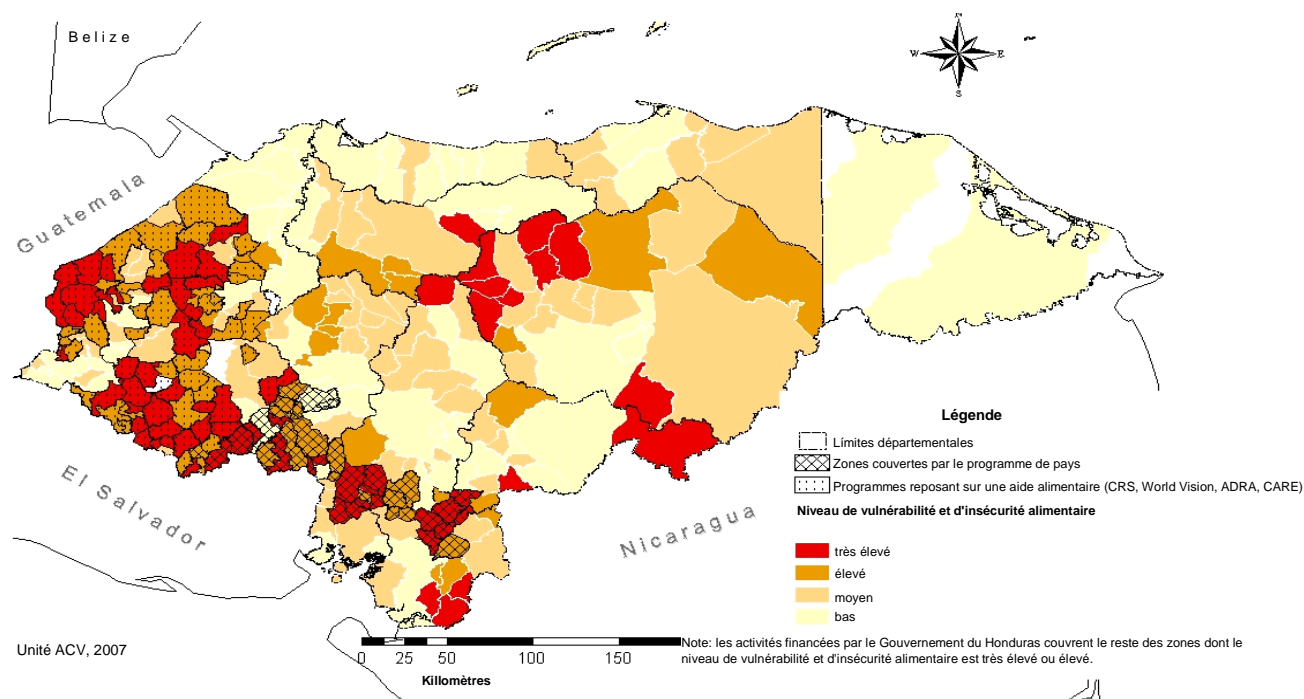 Belize
N
W
E
S
Guatemala
El Salvador
Nicaragua
Légende
Límites départementales
Zones couvertes par le programme de pays
Programmes reposant sur une aide alimentaire (CRS, World Vision, ADRA, CARE)
Niveau de vulnérabilité et d'insécurité alimentaire
très élevé
élevé
moyen
bas
Unité ACV, 2007
0 25 50 100 150
Killomètres
Note: les activités financées par le Gouvernement du Honduras couvrent le reste des zones dont le
niveau de vulnérabilité et d'insécurité alimentaire est très élevé ou élevé.